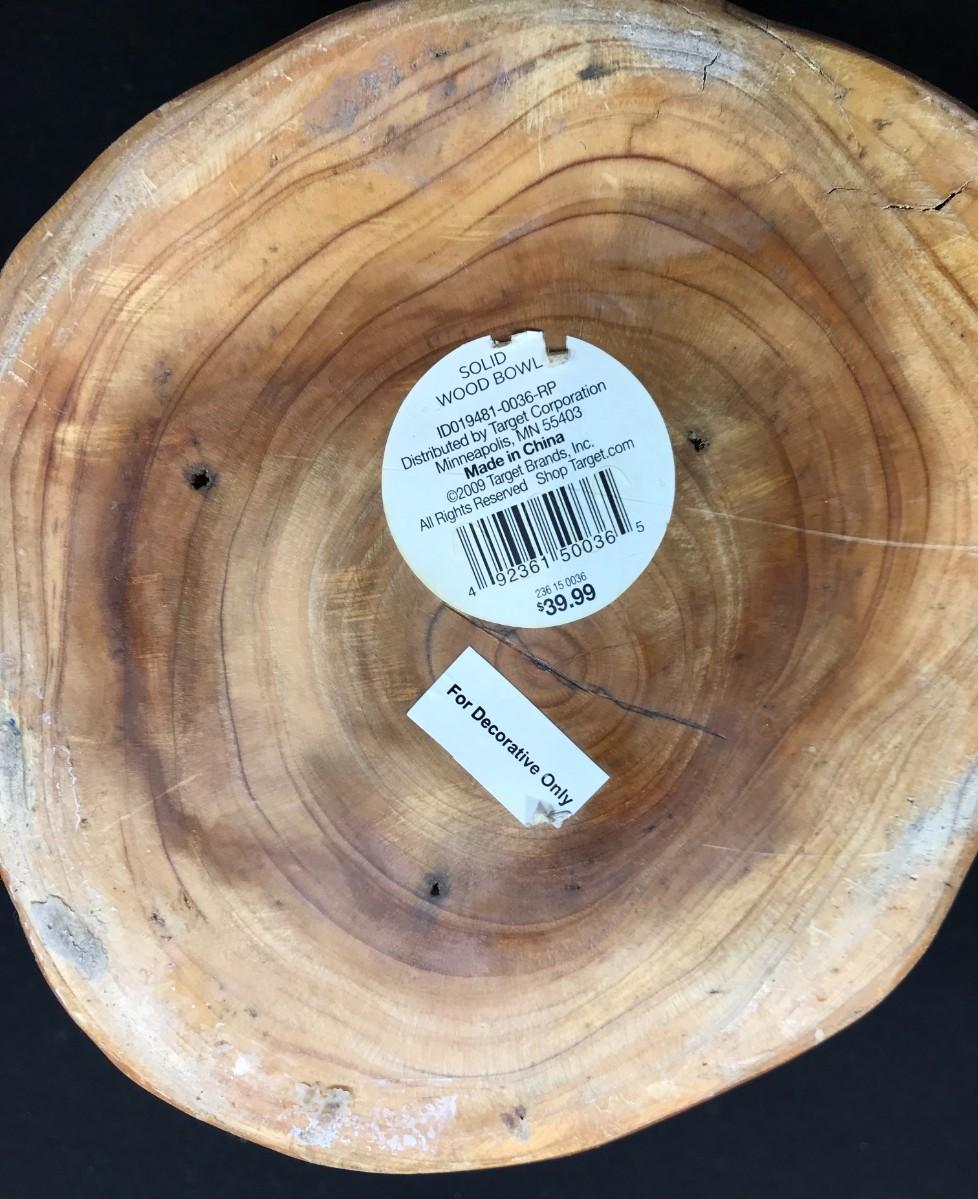 SOLID
WOOD BOWL
ID019481-0036-RP
Distributed by Target Corporation
Minneapolis, MN 55403
Made in China
©2009 Target Brands, Inc.
All Rights Reserved Shop Target.com
4 92361 50036 5
236 15 0036
$39.99
For Decorative Only